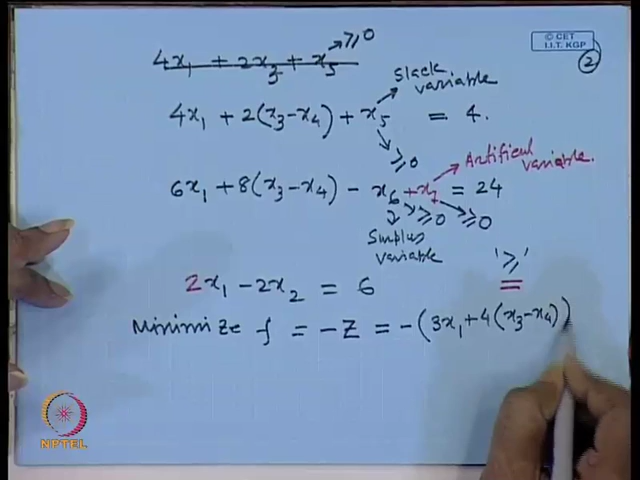 4x₁ + 2x₃ + x₅ ≥ 0
© CET
I.I.T. KGP
2
Slack variable
4x₁ + 2(x₃ - x₄) + x₅ = 4.
≥ 0
Artificial variable.
6x₁ + 8(x₃ - x₄) - x₆ + x₇ = 24
≥ 0 ≥ 0
Surplus variable
'≥'
=
2x₁ - 2x₂ = 6
Minimize f = - Z = - (3x₁ + 4(x₃ - x₄))
NPTEL